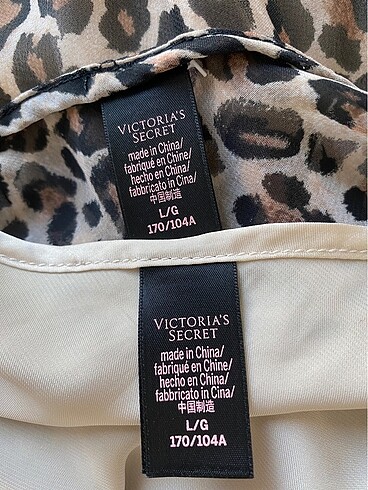 VICTORIA'S
SECRET
made in China/
fabriqué en Chine/
hecho en China/
fabbricato in Cina/
中国制造
L/G
170/104A
VICTORIA'S
SECRET
made in China/
fabriqué en Chine/
hecho en China/
fabbricato in Cina/
中国制造
L/G
170/104A